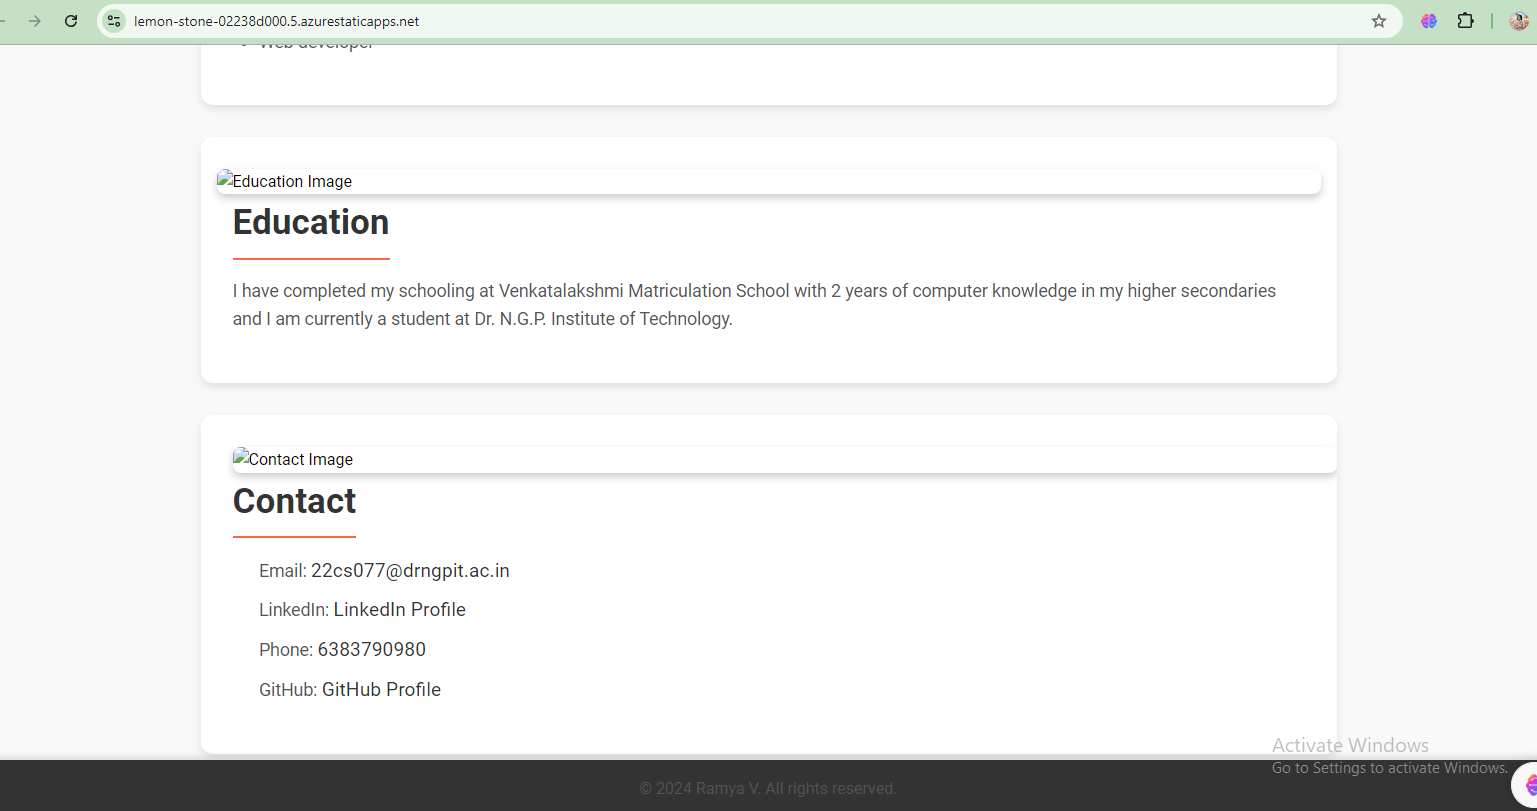 lemon-stone-02238d000.5.azurestaticapps.net
Web developer
Education Image
Education
I have completed my schooling at Venkatalakshmi Matriculation School with 2 years of computer knowledge in my higher secondaries
and I am currently a student at Dr. N.G.P. Institute of Technology.
Contact Image
Contact
Email: 22cs077@drngpit.ac.in
LinkedIn: LinkedIn Profile
Phone: 6383790980
GitHub: GitHub Profile
Activate Windows
Go to Settings to activate Windows.
© 2024 Ramya V. All rights reserved.